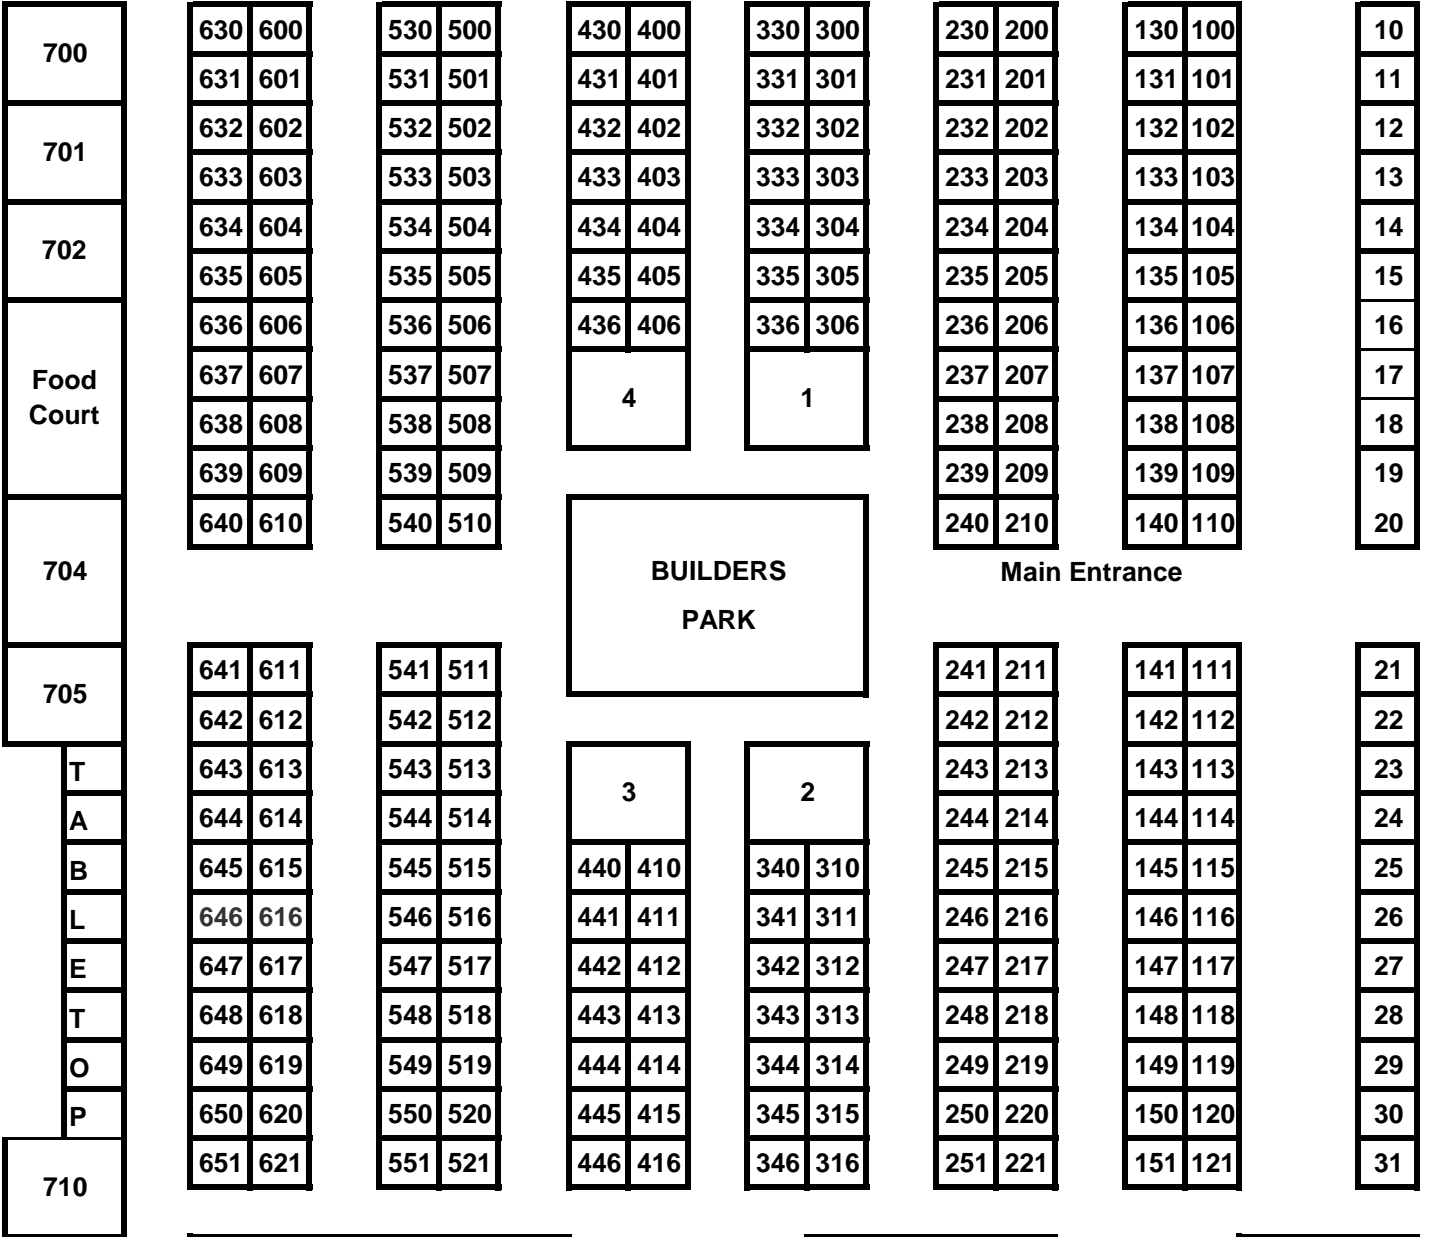 630 600 530 500 430 400 330 300 230 200 130 100 10
700
631 601 531 501 431 401 331 301 231 201 131 101 11
632 602 532 502 432 402 332 302 232 202 132 102 12
701
633 603 533 503 433 403 333 303 233 203 133 103 13
634 604 534 504 434 404 334 304 234 204 134 104 14
702
635 605 535 505 435 405 335 305 235 205 135 105 15
636 606 536 506 436 406 336 306 236 206 136 106 16
Food 637 607 537 507 237 207 137 107 17
4 1
Court 638 608 538 508 238 208 138 108 18
639 609 539 509 239 209 139 109 19
640 610 540 510 240 210 140 110 20
704 BUILDERS Main Entrance
PARK
641 611 541 511 241 211 141 111 21
705
642 612 542 512 242 212 142 112 22
T 643 613 543 513 243 213 143 113 23
3 2
A 644 614 544 514 244 214 144 114 24
B 645 615 545 515 440 410 340 310 245 215 145 115 25
L 646 616 546 516 441 411 341 311 246 216 146 116 26
E 647 617 547 517 442 412 342 312 247 217 147 117 27
T 648 618 548 518 443 413 343 313 248 218 148 118 28
O 649 619 549 519 444 414 344 314 249 219 149 119 29
P 650 620 550 520 445 415 345 315 250 220 150 120 30
651 621 551 521 446 416 346 316 251 221 151 121 31
710